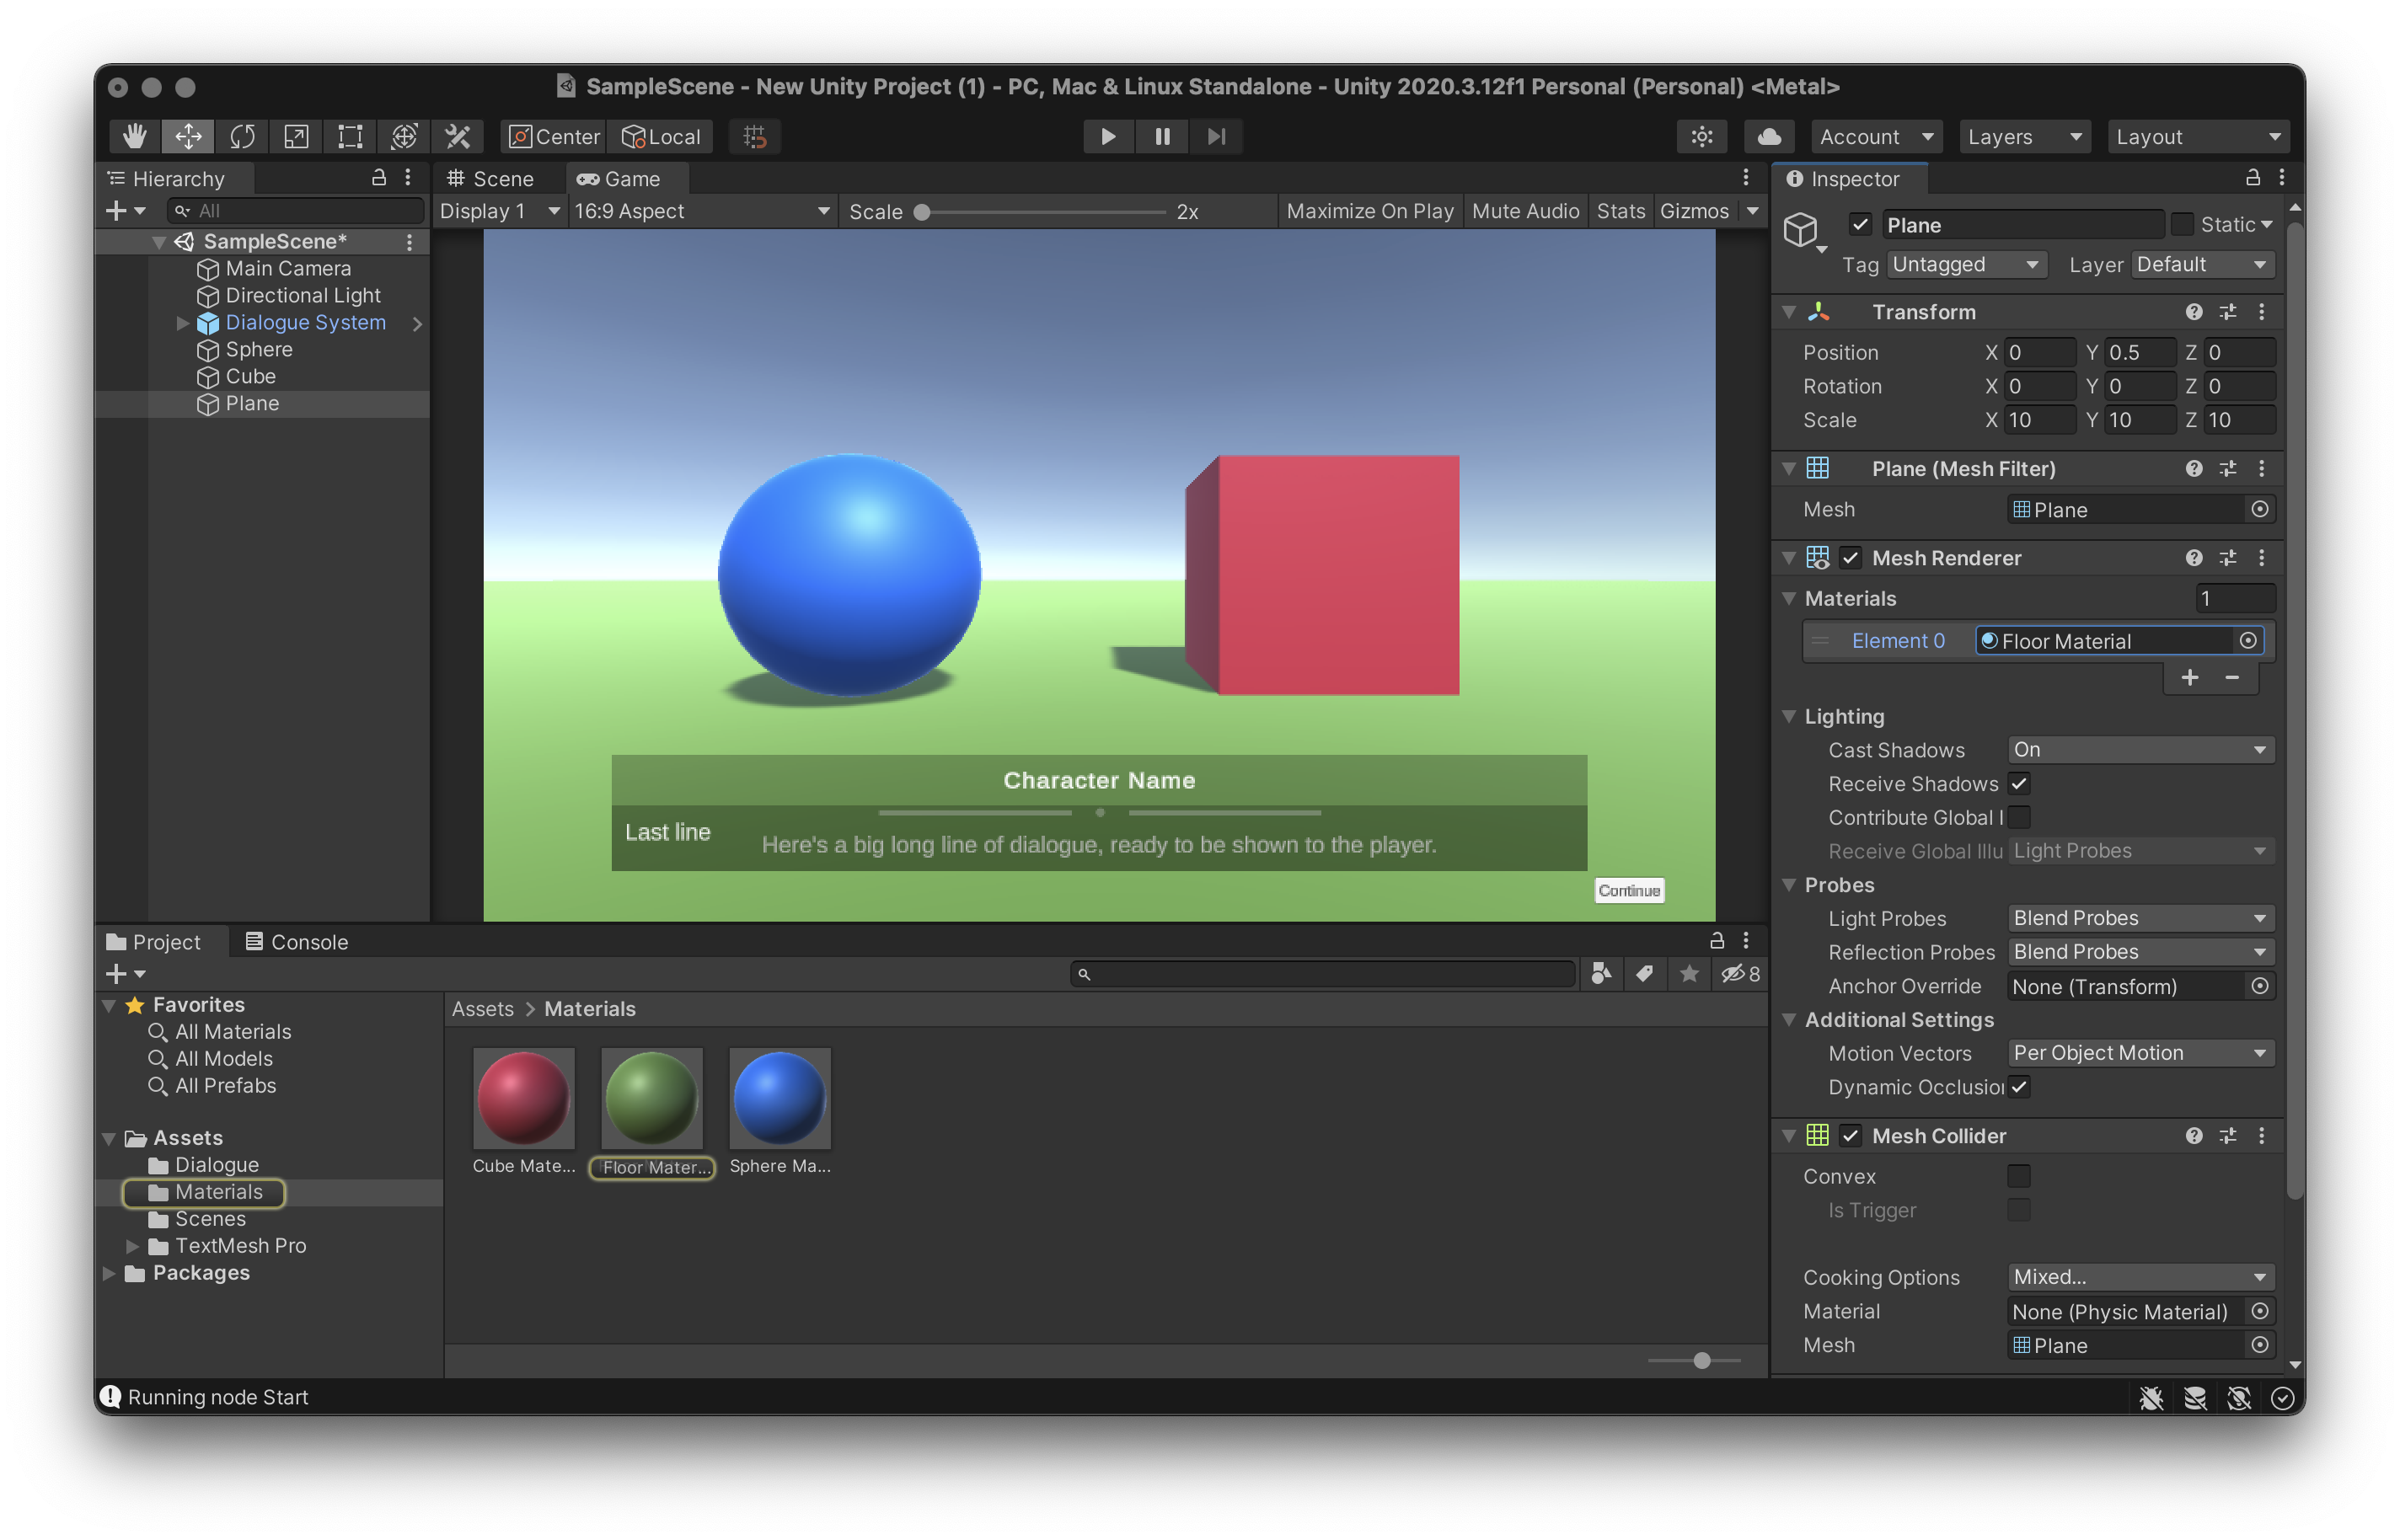 SampleScene - New Unity Project (1) - PC, Mac & Linux Standalone - Unity 2020.3.12f1 Personal (Personal) <Metal>
Center Local Account Layers Layout
Hierarchy
All
SampleScene*
Main Camera
Directional Light
Dialogue System
Sphere
Cube
Plane
Scene Game
Display 1 16:9 Aspect Scale 2x Maximize On Play Mute Audio Stats Gizmos
Character Name
Last line
Here's a big long line of dialogue, ready to be shown to the player.
Continue
Project Console
8
Favorites
All Materials
All Models
All Prefabs
Assets
Dialogue
Materials
Scenes
TextMesh Pro
Packages
Assets > Materials
Cube Mate... Floor Mater... Sphere Ma...
Inspector
Plane Static
Tag Untagged Layer Default
Transform
Position X 0 Y 0.5 Z 0
Rotation X 0 Y 0 Z 0
Scale X 10 Y 10 Z 10
Plane (Mesh Filter)
Mesh Plane
Mesh Renderer
Materials 1
Element 0 Floor Material
Lighting
Cast Shadows On
Receive Shadows
Contribute Global I
Receive Global Illu Light Probes
Probes
Light Probes Blend Probes
Reflection Probes Blend Probes
Anchor Override None (Transform)
Additional Settings
Motion Vectors Per Object Motion
Dynamic Occlusion
Mesh Collider
Convex
Is Trigger
Cooking Options Mixed...
Material None (Physic Material)
Mesh Plane
Running node Start